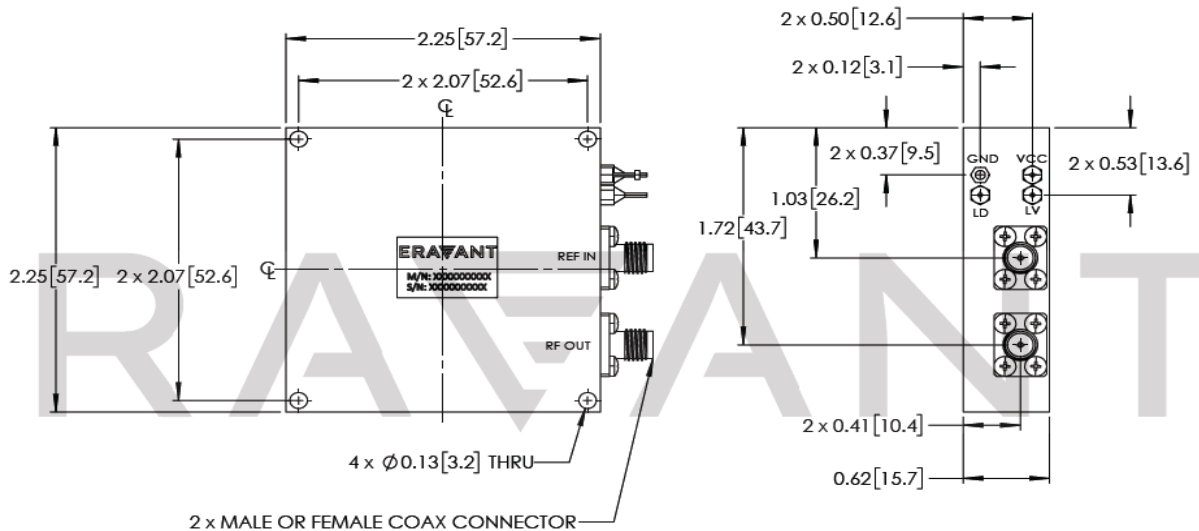 2.25[57.2]
2 x 2.07[52.6]
℄
2.25[57.2]
2 x 2.07[52.6]
℄
ERAVANT
M/N: XXXXXXXXXX
S/N: XXXXXXXXXX
REF IN
RF OUT
4 x Ø0.13[3.2] THRU
2 x MALE OR FEMALE COAX CONNECTOR
2 x 0.50[12.6]
2 x 0.12[3.1]
2 x 0.37[9.5]
1.03[26.2]
1.72[43.7]
GND VCC
LD LV
2 x 0.53[13.6]
2 x 0.41[10.4]
0.62[15.7]
RAVANT